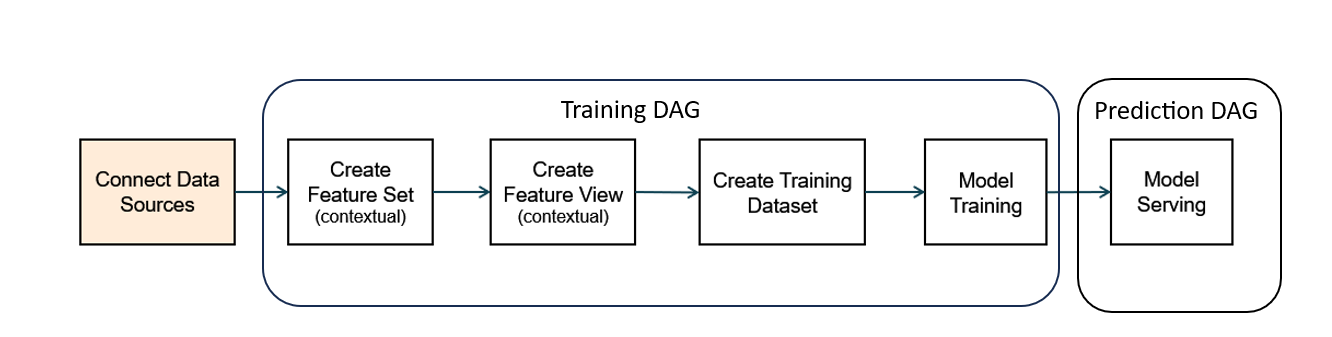 Training DAG
Prediction DAG
Connect Data
Sources
Create
Feature Set
(contextual)
Create
Feature View
(contextual)
Create Training
Dataset
Model
Training
Model
Serving